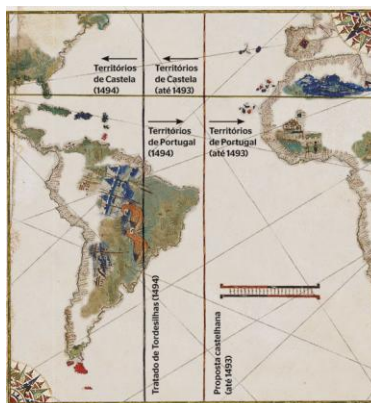 Territórios
de Castela
(1494)
Territórios
de Castela
(até 1493)
Territórios
de Portugal
(1494)
Territórios
de Portugal
(até 1493)
Tratado de Tordesilhas (1494)
Proposta castelhana
(até 1493)